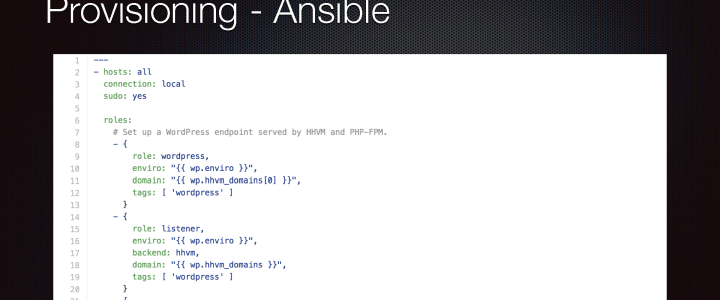 Provisioning - Ansible
1 ---
2 - hosts: all
3   connection: local
4   sudo: yes
5
6   roles:
7     # Set up a WordPress endpoint served by HHVM and PHP-FPM.
8     - {
9         role: wordpress,
10         enviro: "{{ wp.enviro }}",
11         domain: "{{ wp.hhvm_domains[0] }}",
12         tags: [ 'wordpress' ]
13       }
14     - {
15         role: listener,
16         enviro: "{{ wp.enviro }}",
17         backend: hhvm,
18         domain: "{{ wp.hhvm_domains }}",
19         tags: [ 'wordpress' ]
20       }